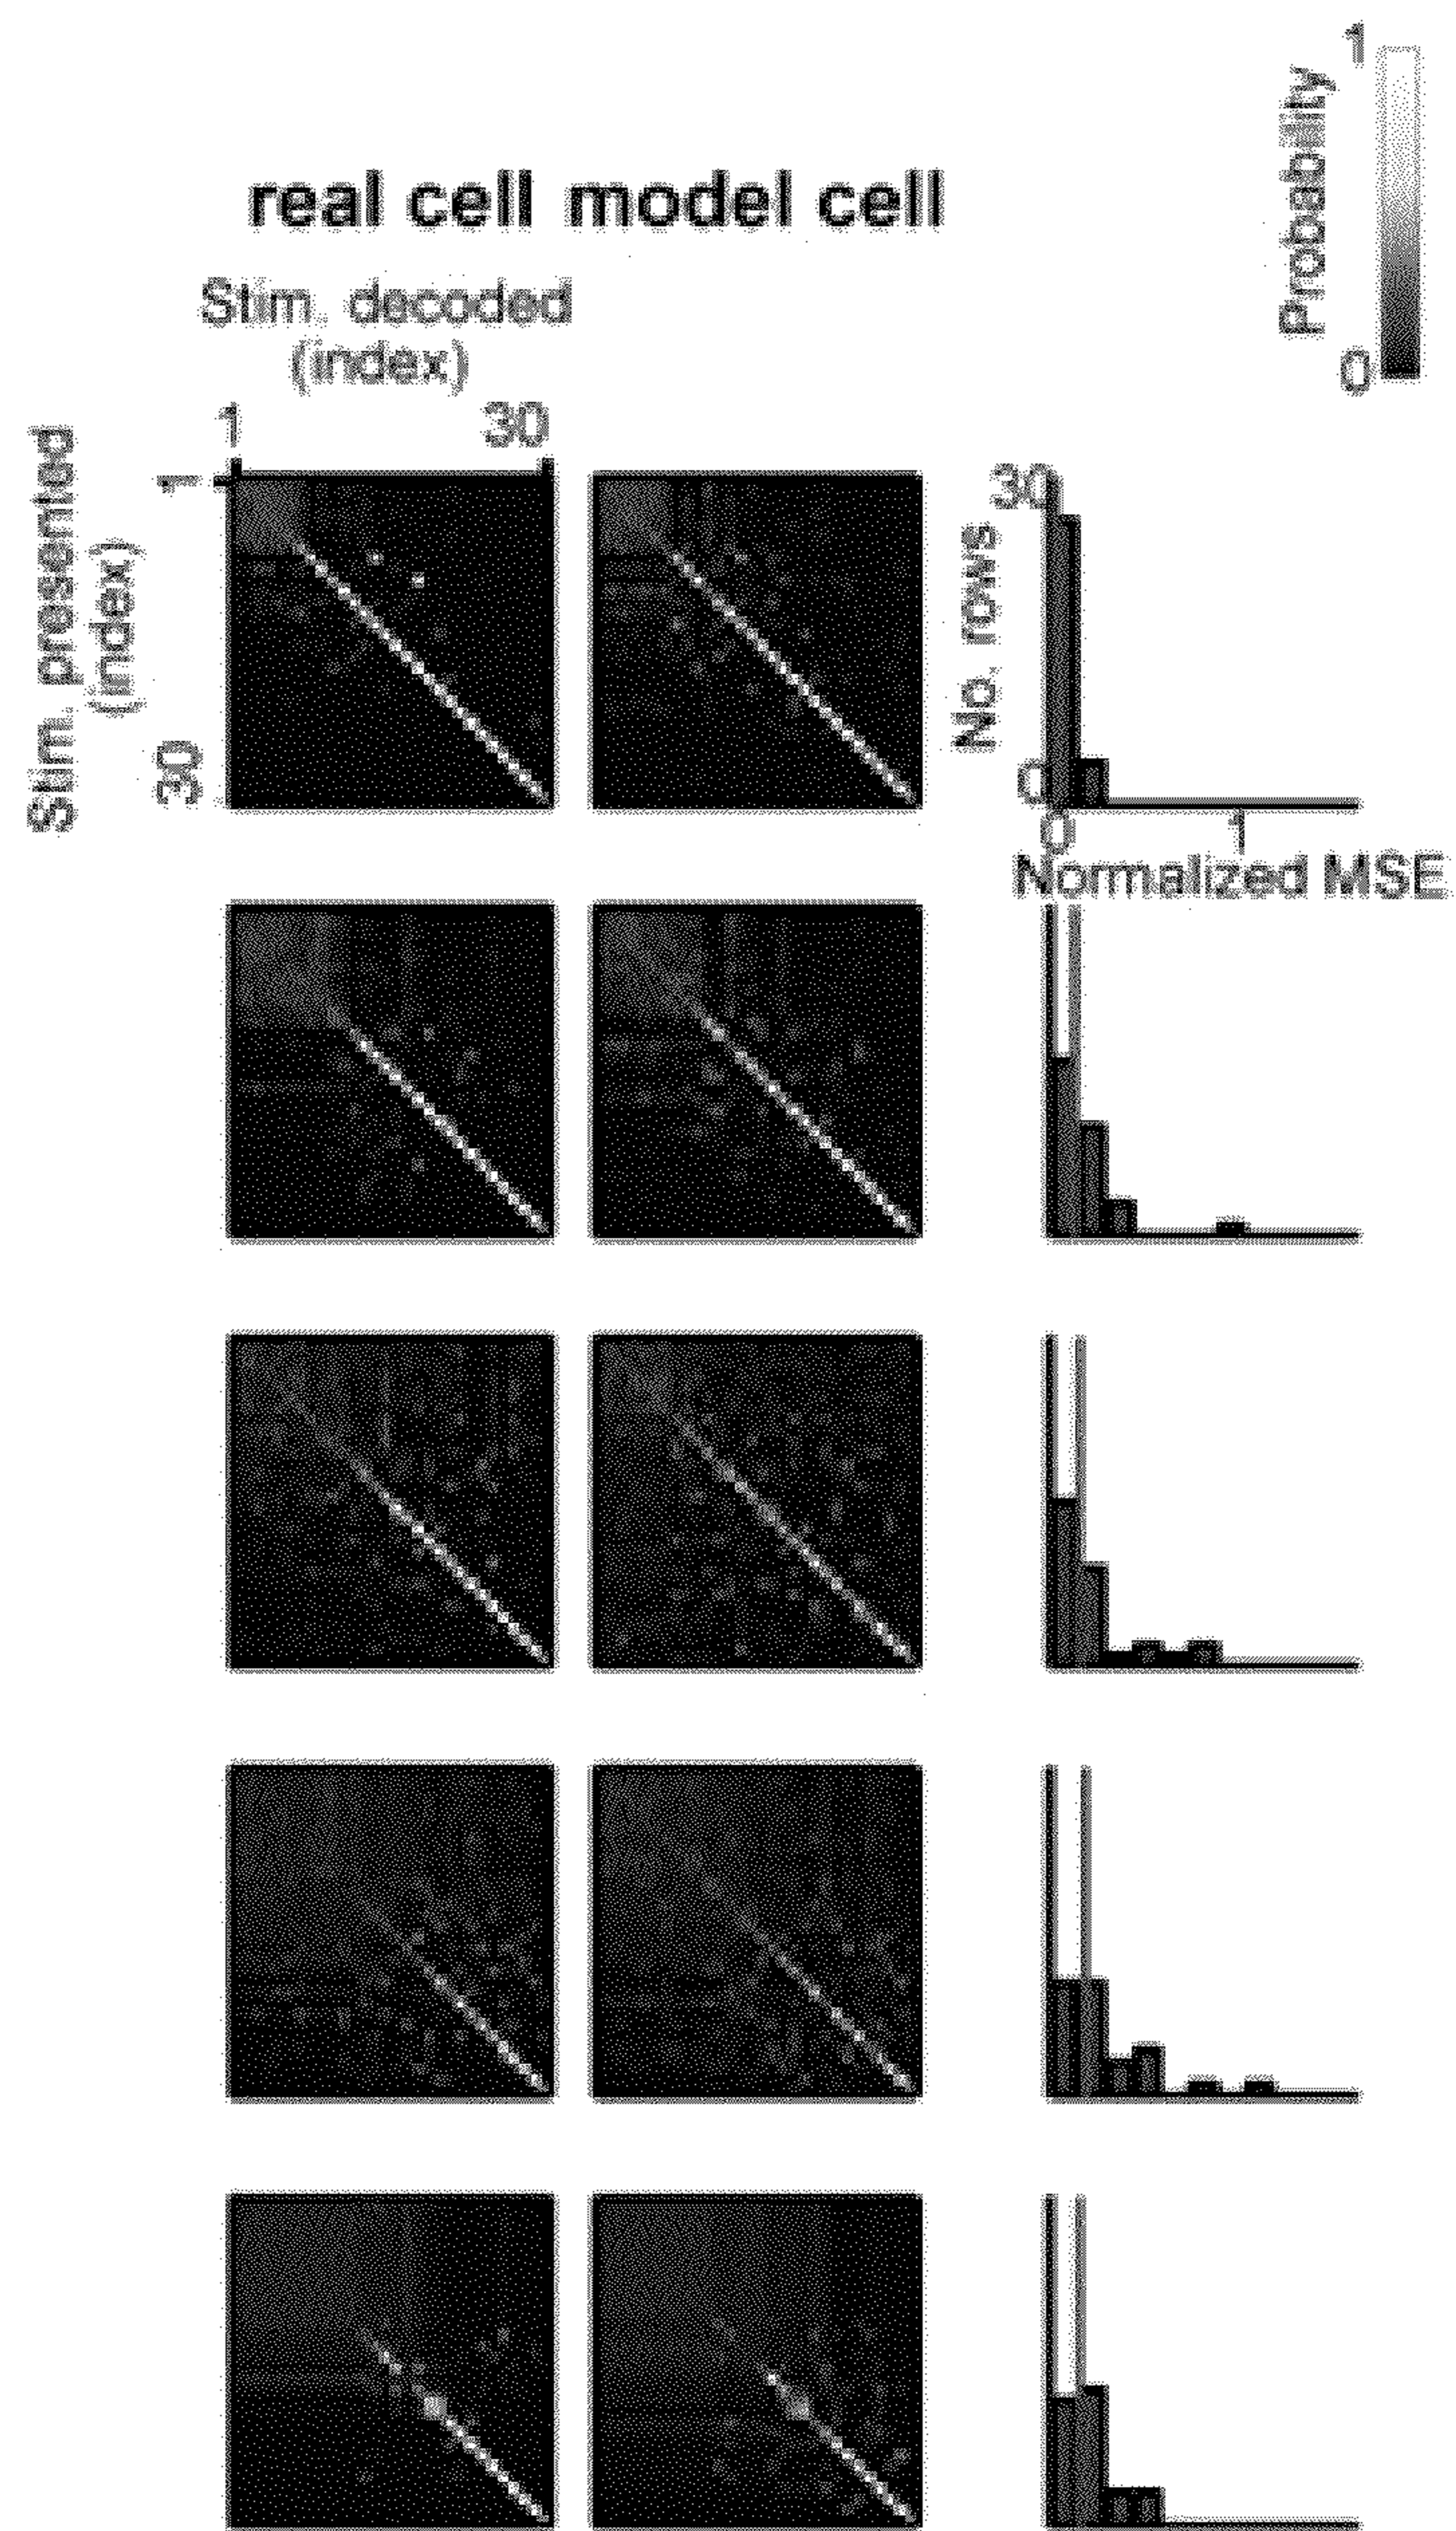 1
Probability
0
real cell model cell
Stim. decoded
(index)
1 30
Stim. presented
(index)
1
30
30
No. rows
0
0 1
Normalized MSE